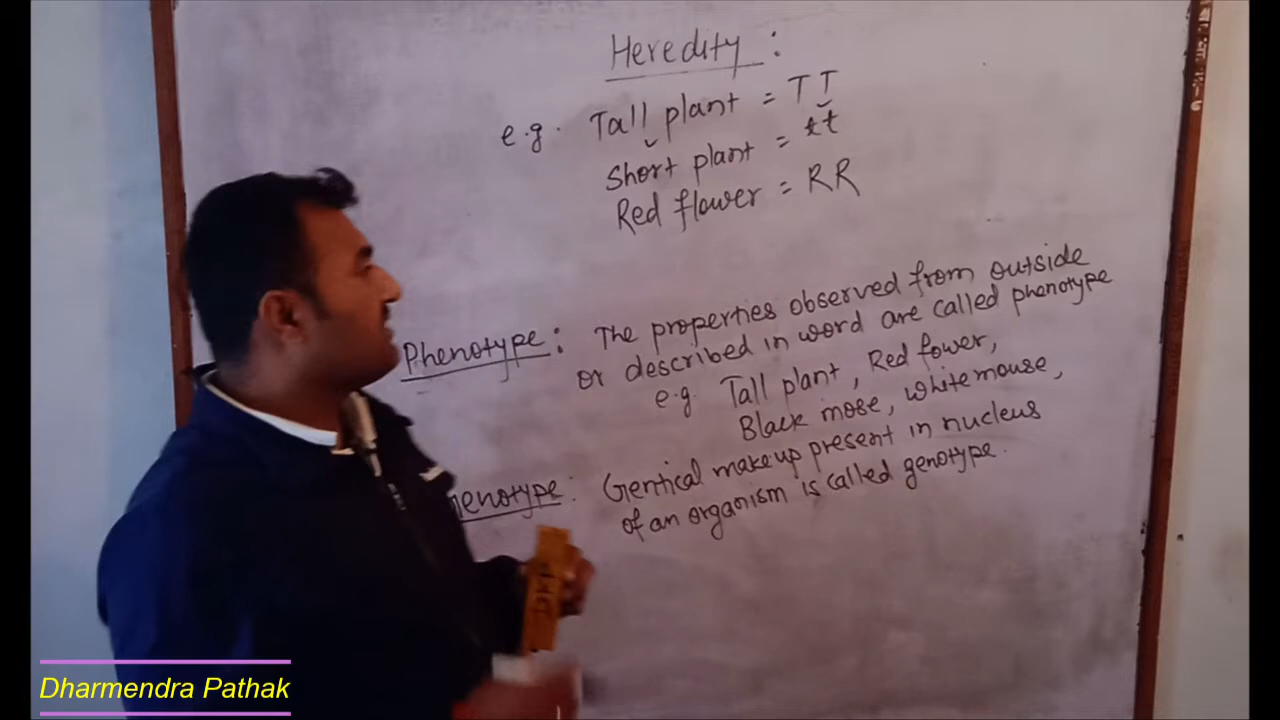 Heredity :
e.g. Tall plant = TT
Short plant = tt
Red flower = RR
Phenotype : The properties observed from outside
or described in word are called phenotype
e.g. Tall plant, Red fower,
Black mose, white mouse,
enotype : Gentical makeup present in nucleus
of an organism is called genotype.
Dharmendra Pathak